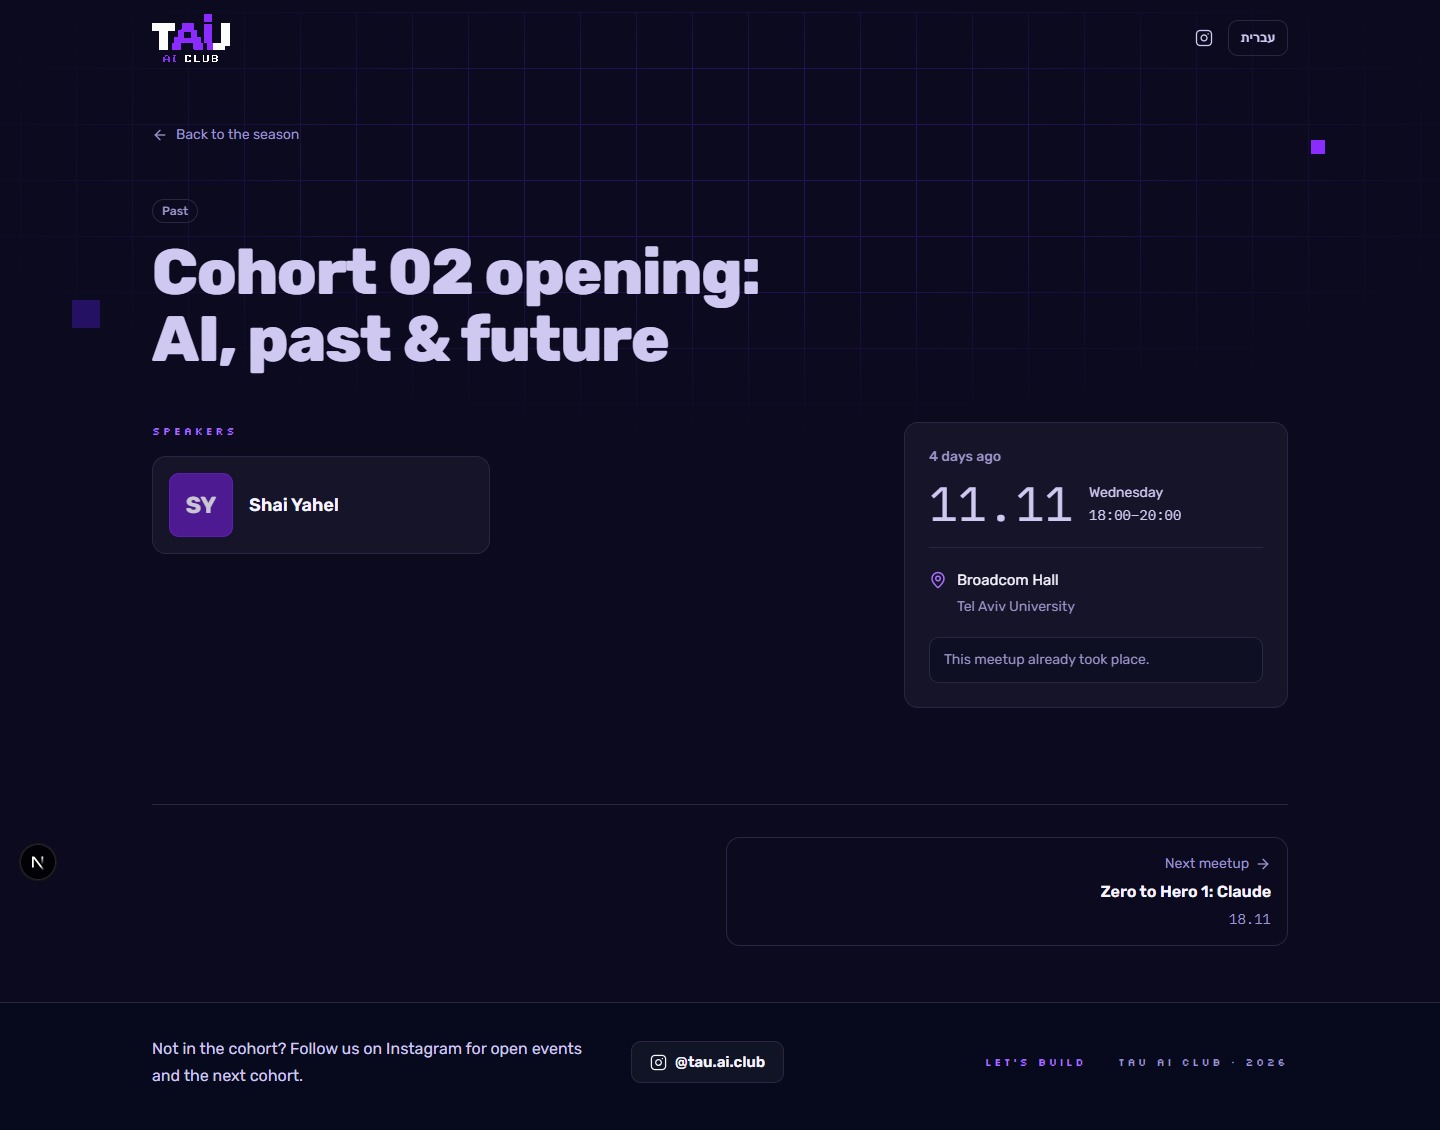 TAU
AI CLUB
עברית
Back to the season
Past
Cohort 02 opening:
AI, past & future
SPEAKERS
SY
Shai Yahel
4 days ago
11.11
Wednesday
18:00–20:00
Broadcom Hall
Tel Aviv University
This meetup already took place.
Next meetup
Zero to Hero 1: Claude
18.11
N
Not in the cohort? Follow us on Instagram for open events
and the next cohort.
@tau.ai.club
LET'S BUILD
TAU AI CLUB · 2026